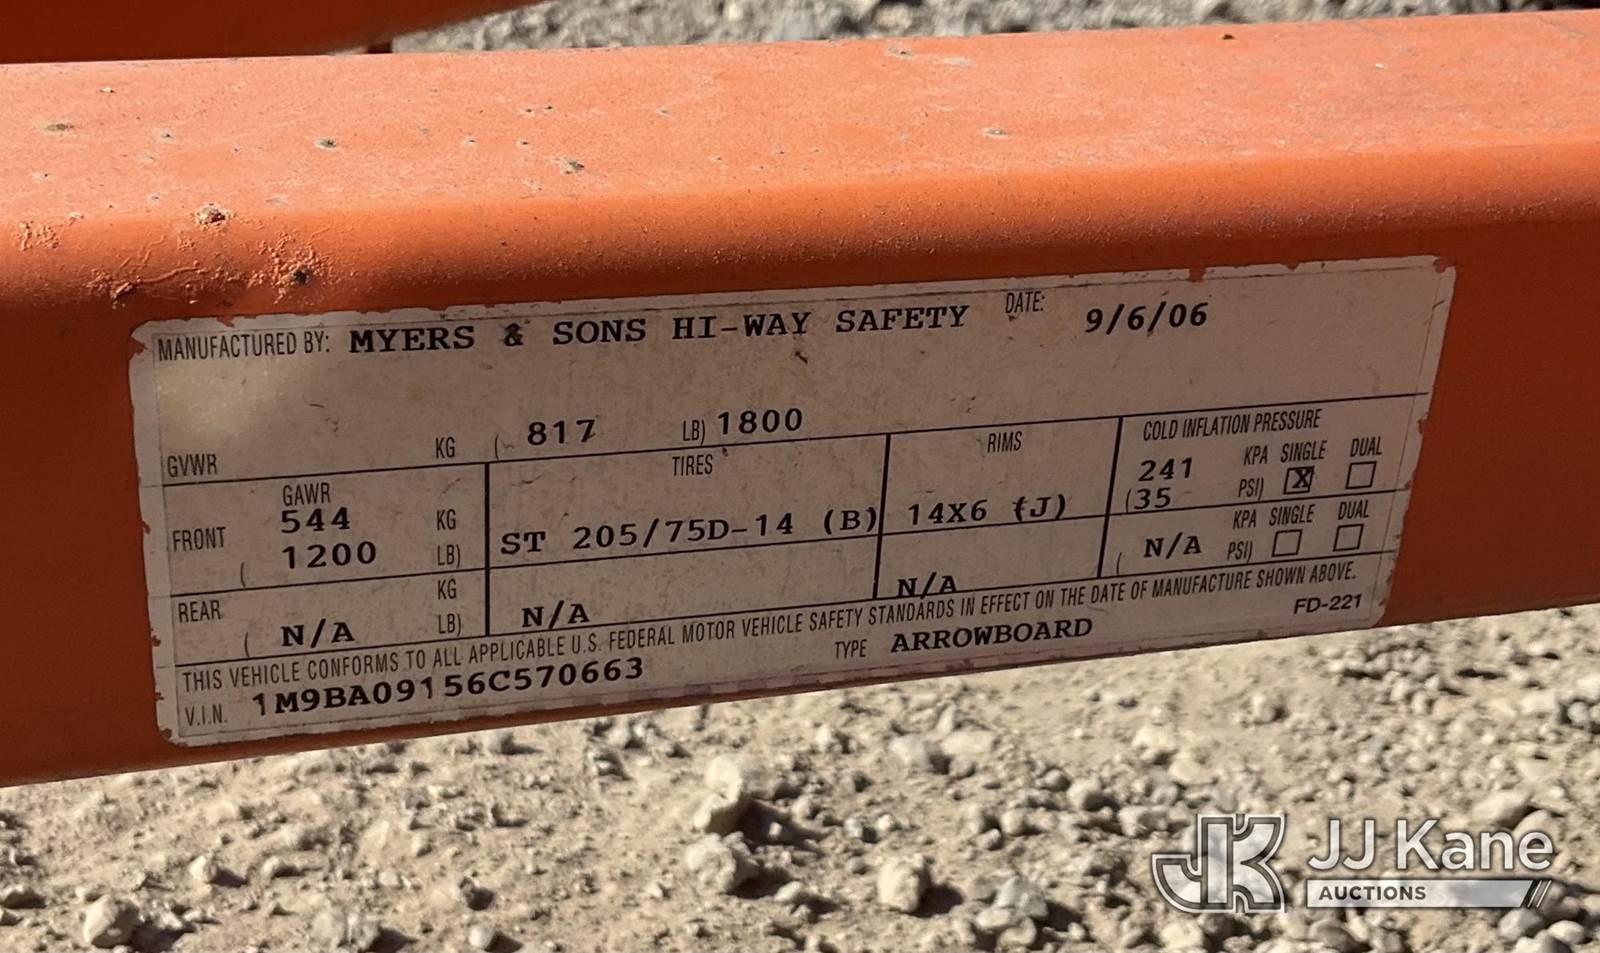 MANUFACTURED BY: MYERS & SONS HI-WAY SAFETY DATE: 9/6/06
GVWR KG ( 817 LB) 1800
GAWR TIRES RIMS COLD INFLATION PRESSURE
FRONT 544 KG ST 205/75D-14 (B) 14X6 (J) 241 KPA SINGLE DUAL
( 1200 LB) (35 PSI) X
REAR KG KPA SINGLE DUAL
( N/A LB) N/A N/A ( N/A PSI)
THIS VEHICLE CONFORMS TO ALL APPLICABLE U.S. FEDERAL MOTOR VEHICLE SAFETY STANDARDS IN EFFECT ON THE DATE OF MANUFACTURE SHOWN ABOVE.
V.I.N. 1M9BA09156C570663 TYPE ARROWBOARD FD-221
JK JJ Kane
AUCTIONS